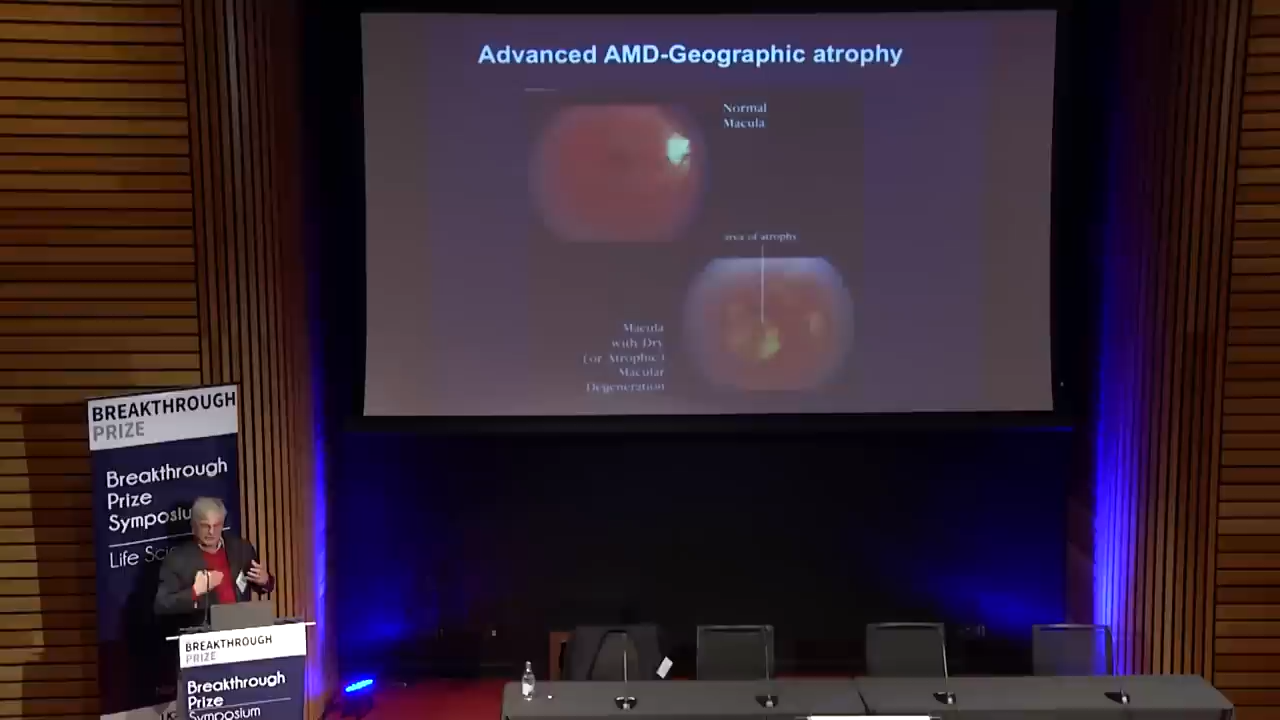 Advanced AMD-Geographic atrophy
Normal
Macula
area of atrophy
Macula
with Dry
(or Atrophic)
Macular
Degeneration
BREAKTHROUGH
PRIZE
Breakthrough
Prize
Life
BREAKTHROUGH
PRIZE
Breakthrough
Prize
Symposium